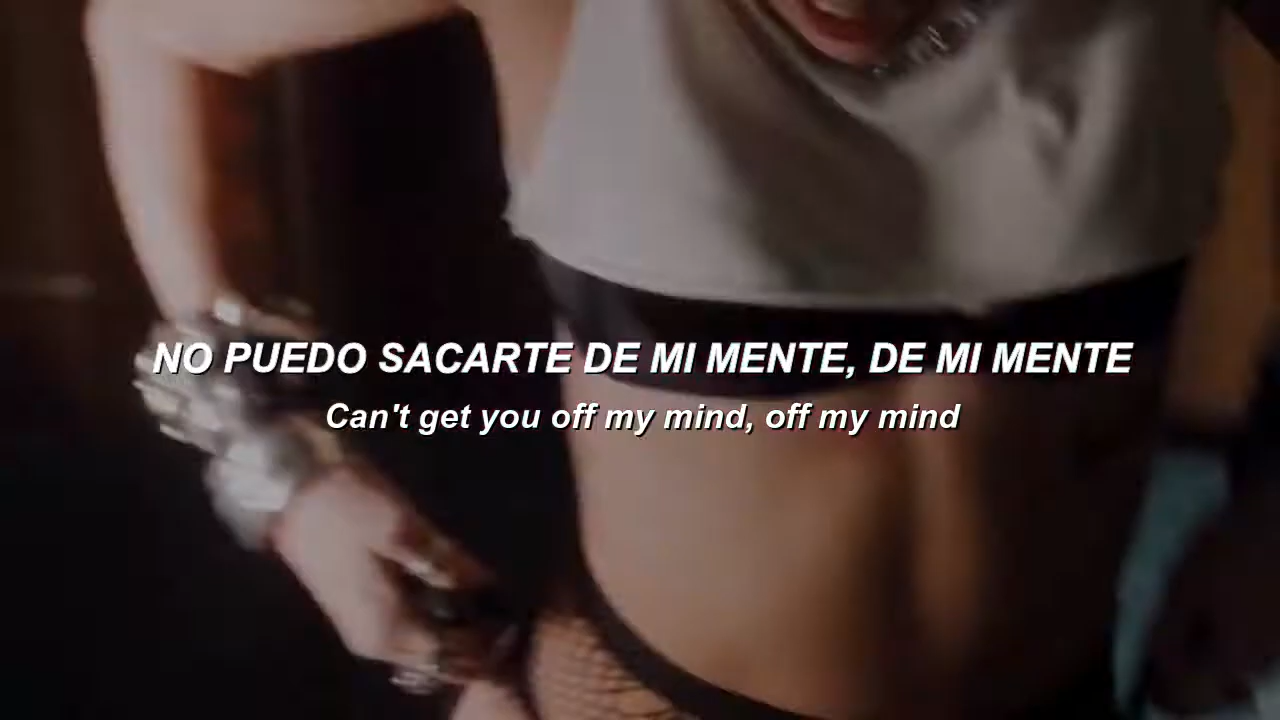 NO PUEDO SACARTE DE MI MENTE, DE MI MENTE
Can't get you off my mind, off my mind